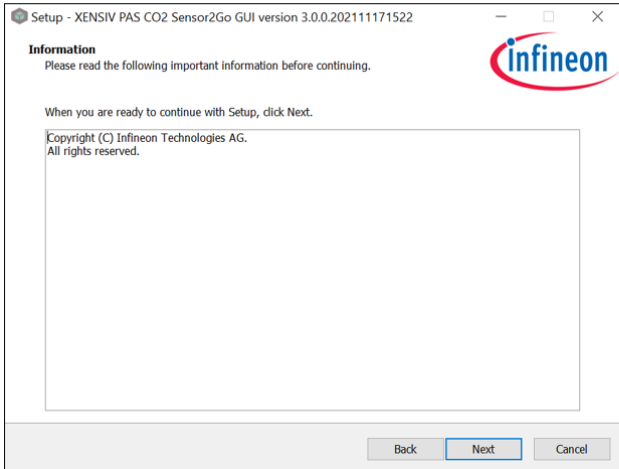 Setup - XENSIV PAS CO2 Sensor2Go GUI version 3.0.0.202111171522
Information
Please read the following important information before continuing.
infineon
When you are ready to continue with Setup, click Next.
Copyright (C) Infineon Technologies AG.
All rights reserved.
Back
Next
Cancel